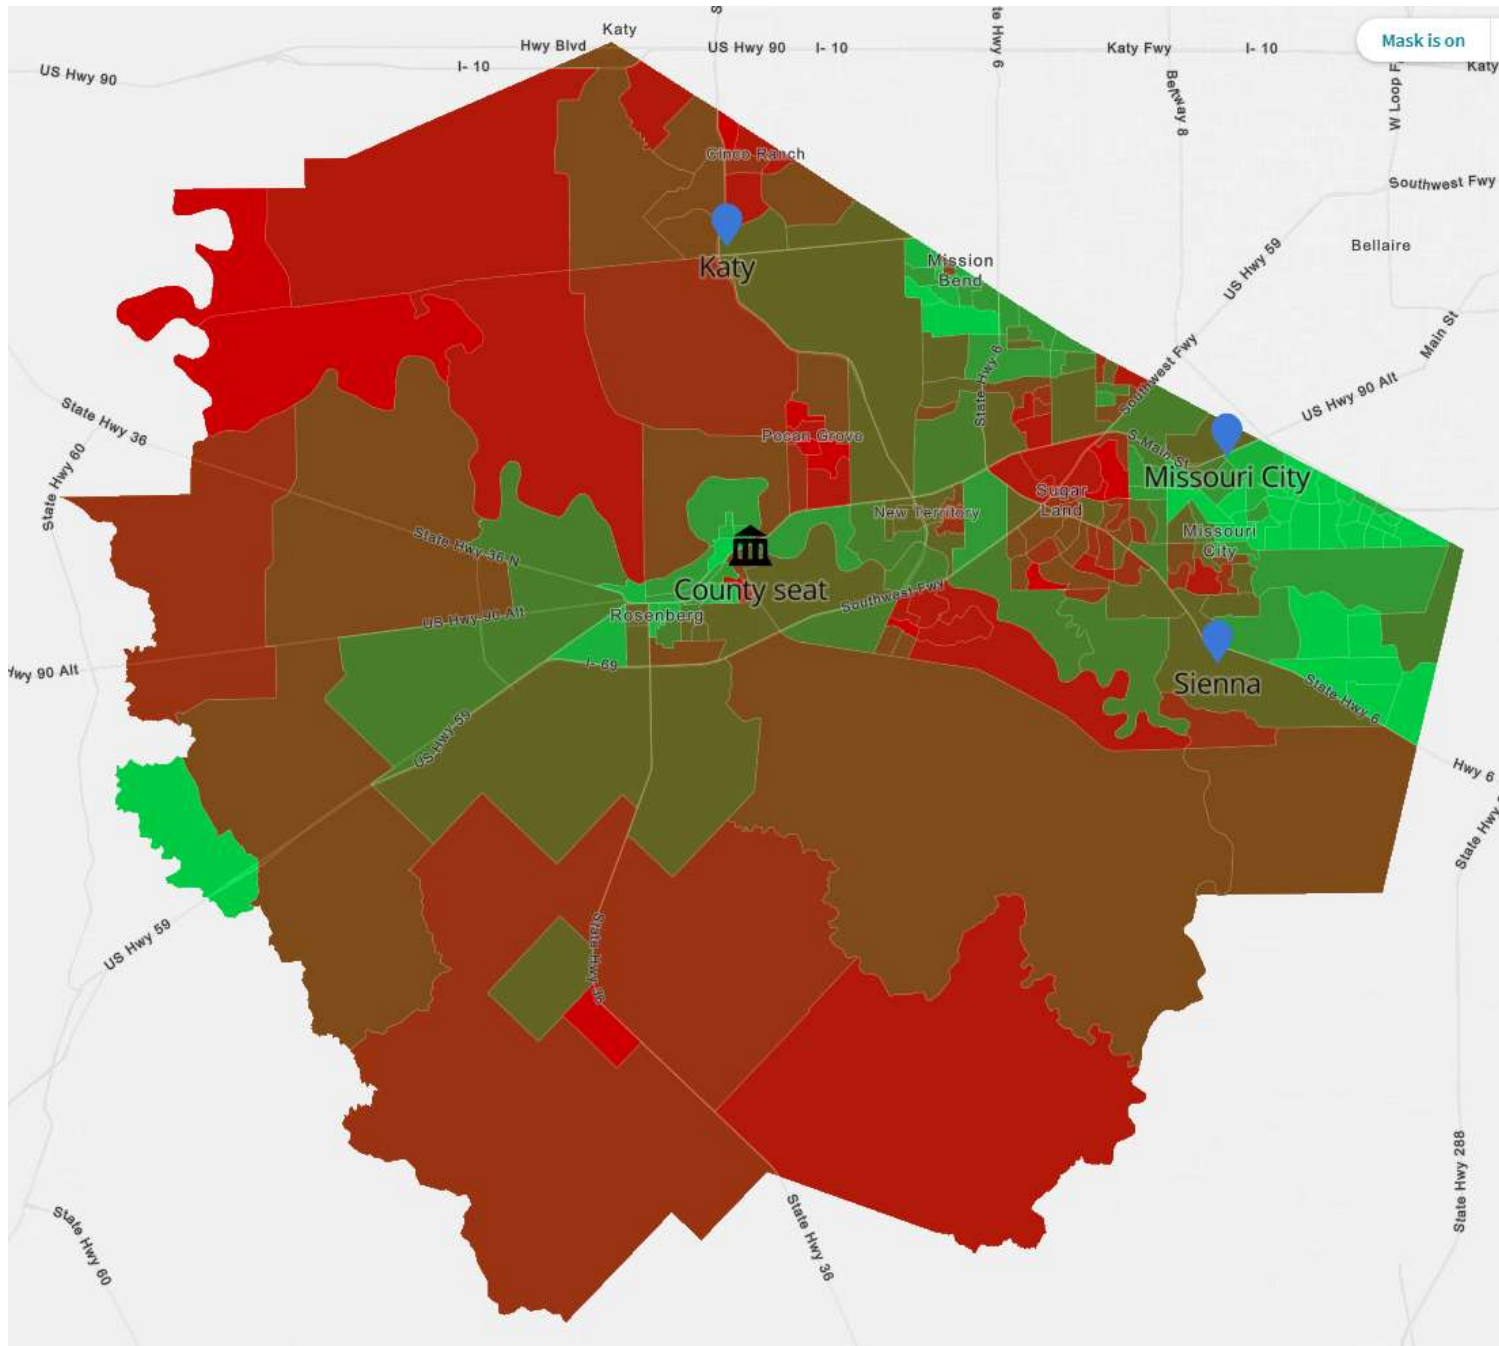 Katy
Hwy Blvd
US Hwy 90
I- 10
Katy Fwy
I- 10
Mask is on
Katy
US Hwy 90
I- 10
te Hwy 6
Beltway 8
W Loop F
Cinco Ranch
Southwest Fwy
Bellaire
US Hwy 59
Katy
Mission
Bend
Main St
State Hwy 6
Southwest Fwy
US Hwy 90 Alt
State Hwy 36
State Hwy 60
Pecan Grove
S Main St
Missouri City
Sugar
Land
New Territory
Missouri
City
State Hwy 36 N
County seat
Southwest Fwy
US Hwy 90 Alt
Rosenberg
I- 69
Hwy 90 Alt
Sienna
State Hwy 6
US Hwy 59
Hwy 6
State Hwy
US Hwy 59
State Hwy 36
State Hwy 288
State Hwy 60
State Hwy 36